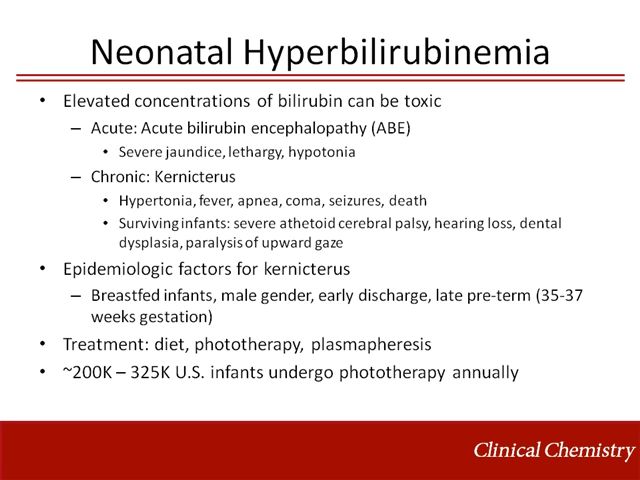 Neonatal Hyperbilirubinemia
• Elevated concentrations of bilirubin can be toxic
– Acute: Acute bilirubin encephalopathy (ABE)
• Severe jaundice, lethargy, hypotonia
– Chronic: Kernicterus
• Hypertonia, fever, apnea, coma, seizures, death
• Surviving infants: severe athetoid cerebral palsy, hearing loss, dental
dysplasia, paralysis of upward gaze
• Epidemiologic factors for kernicterus
– Breastfed infants, male gender, early discharge, late pre-term (35-37
weeks gestation)
• Treatment: diet, phototherapy, plasmapheresis
• ~200K – 325K U.S. infants undergo phototherapy annually
Clinical Chemistry